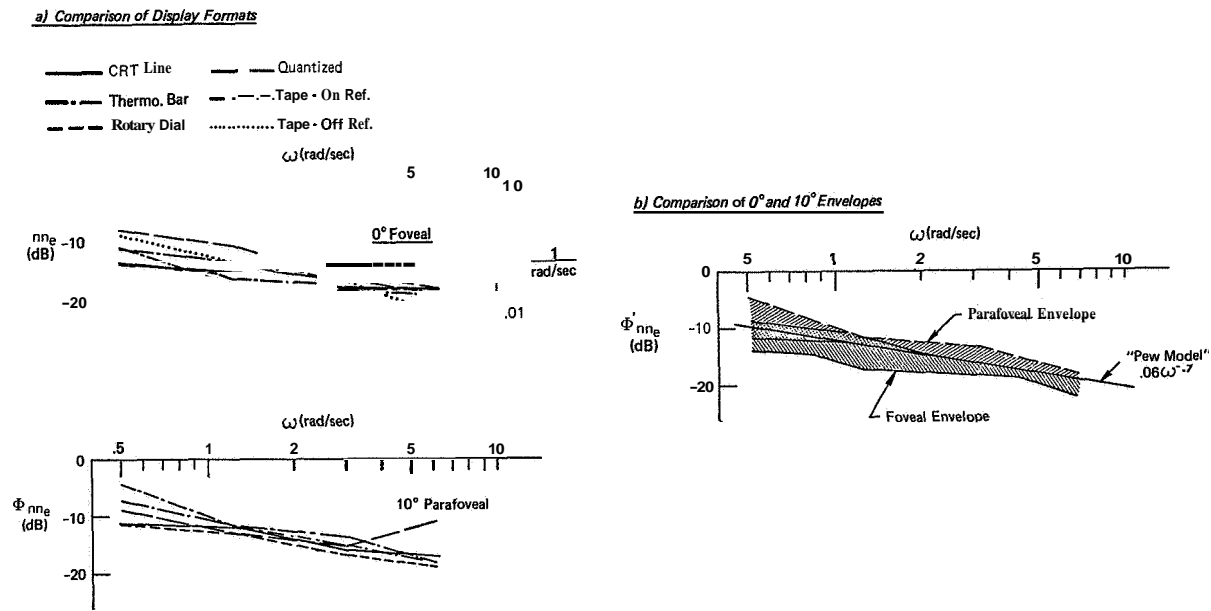 a) Comparison of Display Formats
CRT Line
Quantized
Thermo. Bar
Tape - On Ref.
Rotary Dial
Tape - Off Ref.
ω (rad/sec)
5 10
10
nne
(dB)
-10
-20
0° Foveal
1
rad/sec
.01
ω (rad/sec)
.5 1 2 5 10
0
Φnne
(dB)
-10
-20
10° Parafoveal
b) Comparison of 0° and 10° Envelopes
ω (rad/sec)
5 1 2 5 10
0
Φ'nne
(dB)
-10
-20
Parafoveal Envelope
"Pew Model"
.06ω-.7
Foveal Envelope